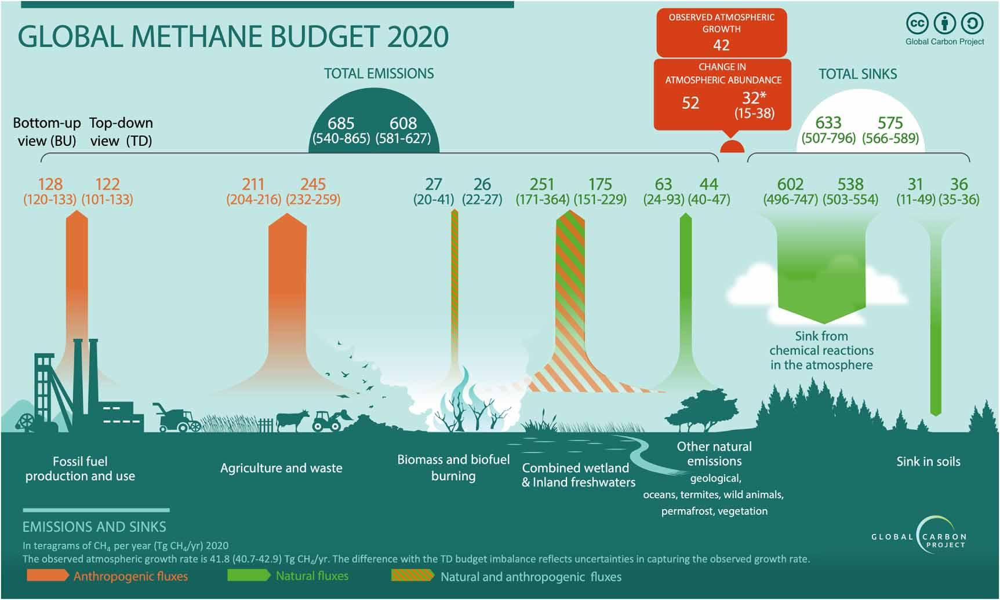 GLOBAL METHANE BUDGET 2020
OBSERVED ATMOSPHERIC
GROWTH
42
CHANGE IN
ATMOSPHERIC ABUNDANCE
52 32*
(15-38)
cc
Global Carbon Project
TOTAL EMISSIONS
685 608
(540-865) (581-627)
TOTAL SINKS
633 575
(507-796) (566-589)
Bottom-up Top-down
view (BU) view (TD)
128 122
(120-133) (101-133)
211 245
(204-216) (232-259)
27 26
(20-41) (22-27)
251 175
(171-364) (151-229)
63 44
(24-93) (40-47)
602 538
(496-747) (503-554)
31 36
(11-49) (35-36)
Sink from
chemical reactions
in the atmosphere
Fossil fuel
production and use
Agriculture and waste
Biomass and biofuel
burning
Combined wetland
& Inland freshwaters
Other natural
emissions
geological,
oceans, termites, wild animals,
permafrost, vegetation
Sink in soils
EMISSIONS AND SINKS
In teragrams of CH₄ per year (Tg CH₄/yr) 2020
The observed atmospheric growth rate is 41.8 (40.7-42.9) Tg CH₄/yr. The difference with the TD budget imbalance reflects uncertainties in capturing the observed growth rate.
Anthropogenic fluxes
Natural fluxes
Natural and anthropogenic fluxes
GLOBAL CARBON
PROJECT